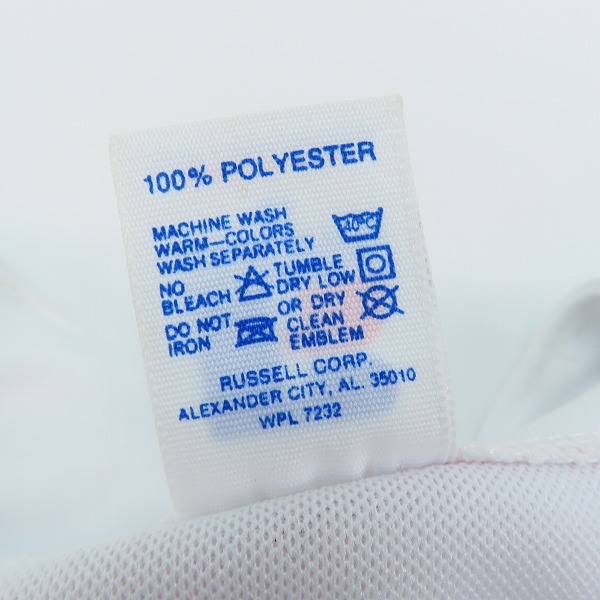 100% POLYESTER
MACHINE WASH
WARM—COLORS
WASH SEPARATELY
40°C
NO
BLEACH
TUMBLE
DRY LOW
DO NOT
IRON
OR DRY
CLEAN
EMBLEM
RUSSELL CORP.
ALEXANDER CITY, AL. 35010
WPL 7232